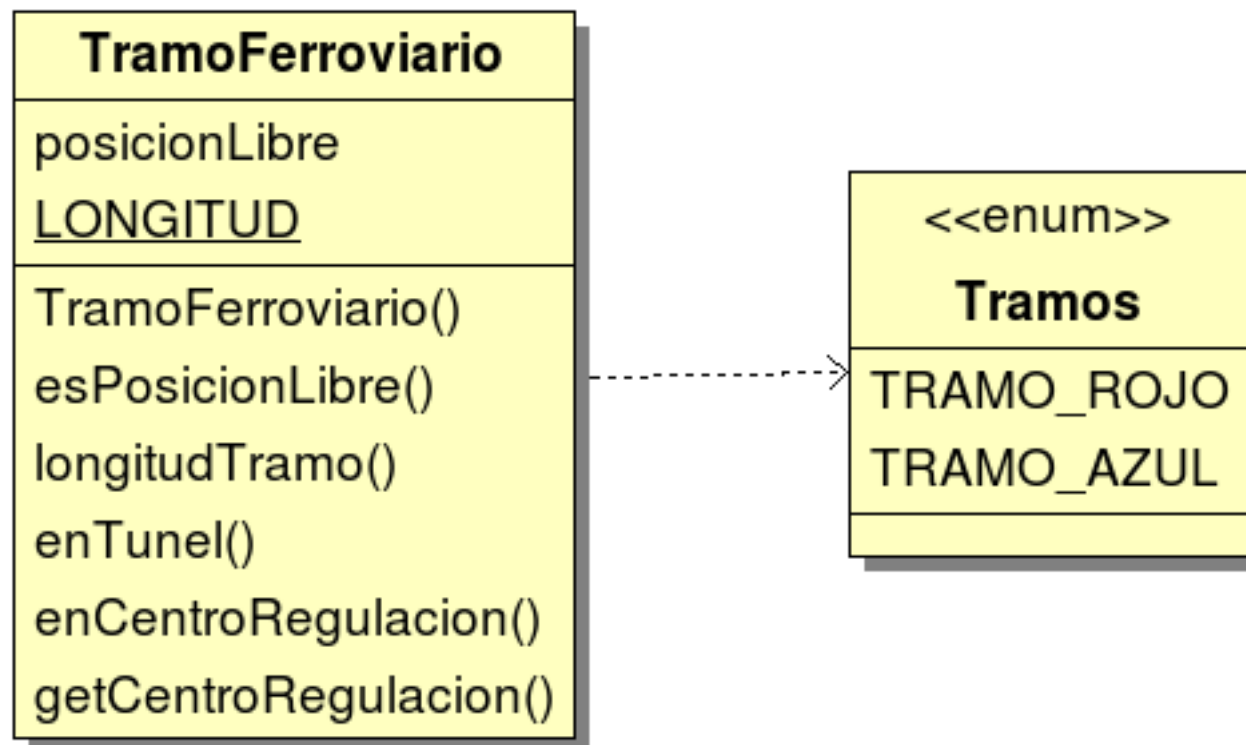 TramoFerroviario
posicionLibre
LONGITUD
TramoFerroviario()
esPosicionLibre()
longitudTramo()
enTunel()
enCentroRegulacion()
getCentroRegulacion()
<<enum>>
Tramos
TRAMO_ROJO
TRAMO_AZUL